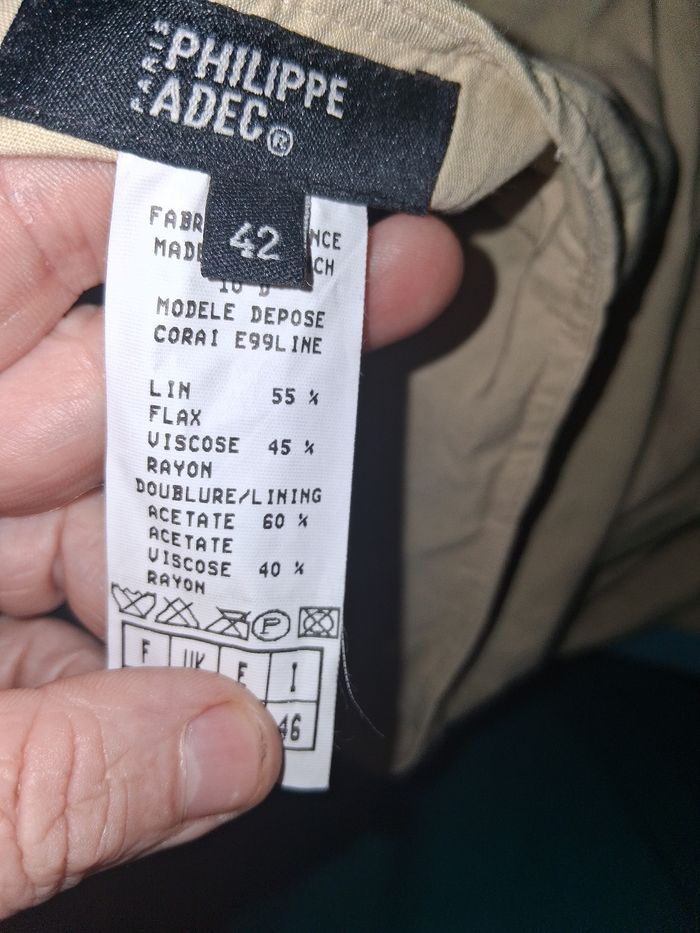 PARIS PHILIPPE
ADEC®
42
MODELE DEPOSE
CORAI E99LINE
LIN 55 %
FLAX
VISCOSE 45 %
RAYON
DOUBLURE/LINING
ACETATE 60 %
ACETATE
VISCOSE 40 %
RAYON
P
F UK E I
46